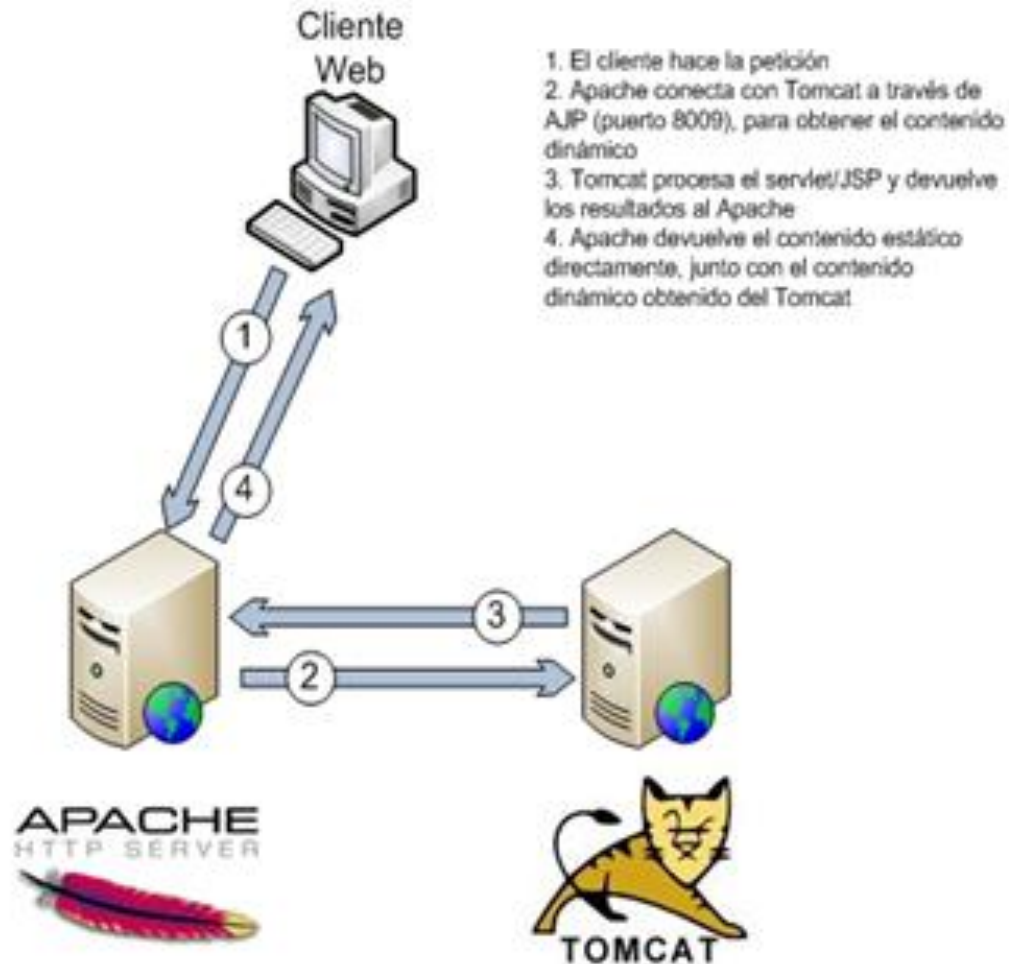 Cliente
Web
1. El cliente hace la petición
2. Apache conecta con Tomcat a través de
AJP (puerto 8009), para obtener el contenido
dinámico
3. Tomcat procesa el servlet/JSP y devuelve
los resultados al Apache
4. Apache devuelve el contenido estático
directamente, junto con el contenido
dinámico obtenido del Tomcat
1
4
3
2
APACHE
HTTP SERVER
TOMCAT